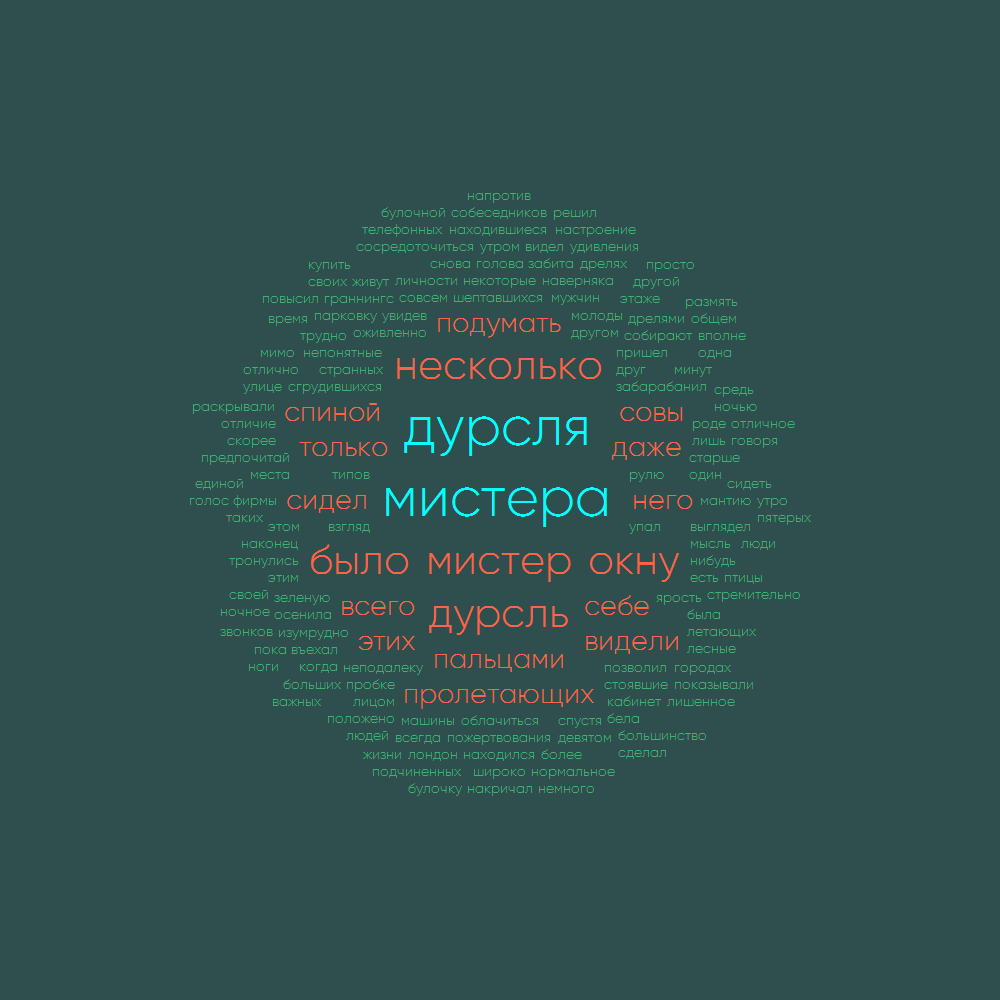 напротив
булочной собеседников решил
телефонных находившиеся настроение
сосредоточиться утром видел удивления
купить снова голова забита дрелях просто
своих живут личности некоторые наверняка другой
повысил граннингс совсем шептавшихся мужчин этаже размять
время парковку увидев подумать молоды дрелями общем
трудно оживленно другом собирают вполне
мимо непонятные несколько пришел одна
отлично странных друг минут
улице сгрудившихся забарабанил средь
раскрывали спиной совы ночью
отличие дурсля роде отличное
скорее только даже лишь говоря
предпочитай старше
места типов рулю один
единой сидеть
голос фирмы сидел мистера него мантию утро
таких пятерых
этом взгляд упал выглядел
наконец мысль люди
тронулись было мистер окну нибудь
этим есть птицы
своей зеленую всего себе ярость стремительно
ночное осенила дурсль была
звонков изумрудно летающих
пока въехал этих видели лесные
ноги когда неподалеку пальцами позволил городах
больших пробке стоявшие показывали
важных лицом пролетающих кабинет лишенное
положено машины облачиться спустя бела
людей всегда пожертвования девятом большинство
жизни лондон находился более сделал
подчиненных широко нормальное
булочку накричал немного